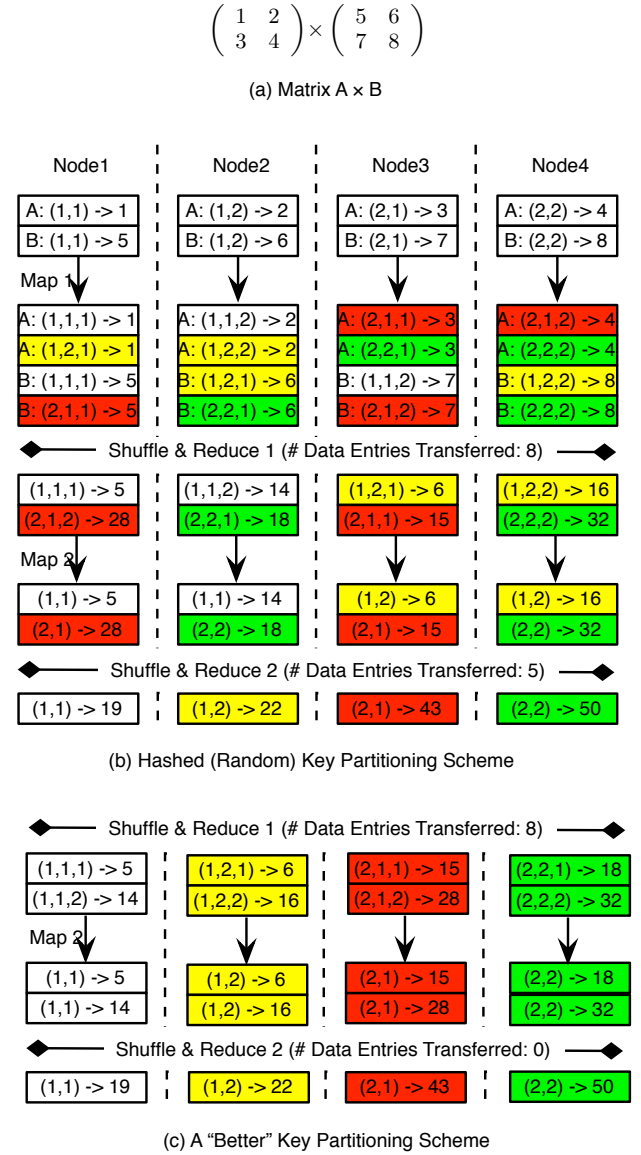 ( 1 2 ) × ( 5 6 )
( 3 4 ) ( 7 8 )
(a) Matrix A × B
Node1 Node2 Node3 Node4
A: (1,1) -> 1 A: (1,2) -> 2 A: (2,1) -> 3 A: (2,2) -> 4
B: (1,1) -> 5 B: (1,2) -> 6 B: (2,1) -> 7 B: (2,2) -> 8
Map 1
A: (1,1,1) -> 1 A: (1,1,2) -> 2 A: (2,1,1) -> 3 A: (2,1,2) -> 4
A: (1,2,1) -> 1 A: (1,2,2) -> 2 A: (2,2,1) -> 3 A: (2,2,2) -> 4
B: (1,1,1) -> 5 B: (1,2,1) -> 6 B: (1,1,2) -> 7 B: (1,2,2) -> 8
B: (2,1,1) -> 5 B: (2,2,1) -> 6 B: (2,1,2) -> 7 B: (2,2,2) -> 8
Shuffle & Reduce 1 (# Data Entries Transferred: 8)
(1,1,1) -> 5 (1,1,2) -> 14 (1,2,1) -> 6 (1,2,2) -> 16
(2,1,2) -> 28 (2,2,1) -> 18 (2,1,1) -> 15 (2,2,2) -> 32
Map 2
(1,1) -> 5 (1,1) -> 14 (1,2) -> 6 (1,2) -> 16
(2,1) -> 28 (2,2) -> 18 (2,1) -> 15 (2,2) -> 32
Shuffle & Reduce 2 (# Data Entries Transferred: 5)
(1,1) -> 19 (1,2) -> 22 (2,1) -> 43 (2,2) -> 50
(b) Hashed (Random) Key Partitioning Scheme
Shuffle & Reduce 1 (# Data Entries Transferred: 8)
(1,1,1) -> 5 (1,2,1) -> 6 (2,1,1) -> 15 (2,2,1) -> 18
(1,1,2) -> 14 (1,2,2) -> 16 (2,1,2) -> 28 (2,2,2) -> 32
Map 2
(1,1) -> 5 (1,2) -> 6 (2,1) -> 15 (2,2) -> 18
(1,1) -> 14 (1,2) -> 16 (2,1) -> 28 (2,2) -> 32
Shuffle & Reduce 2 (# Data Entries Transferred: 0)
(1,1) -> 19 (1,2) -> 22 (2,1) -> 43 (2,2) -> 50
(c) A “Better” Key Partitioning Scheme